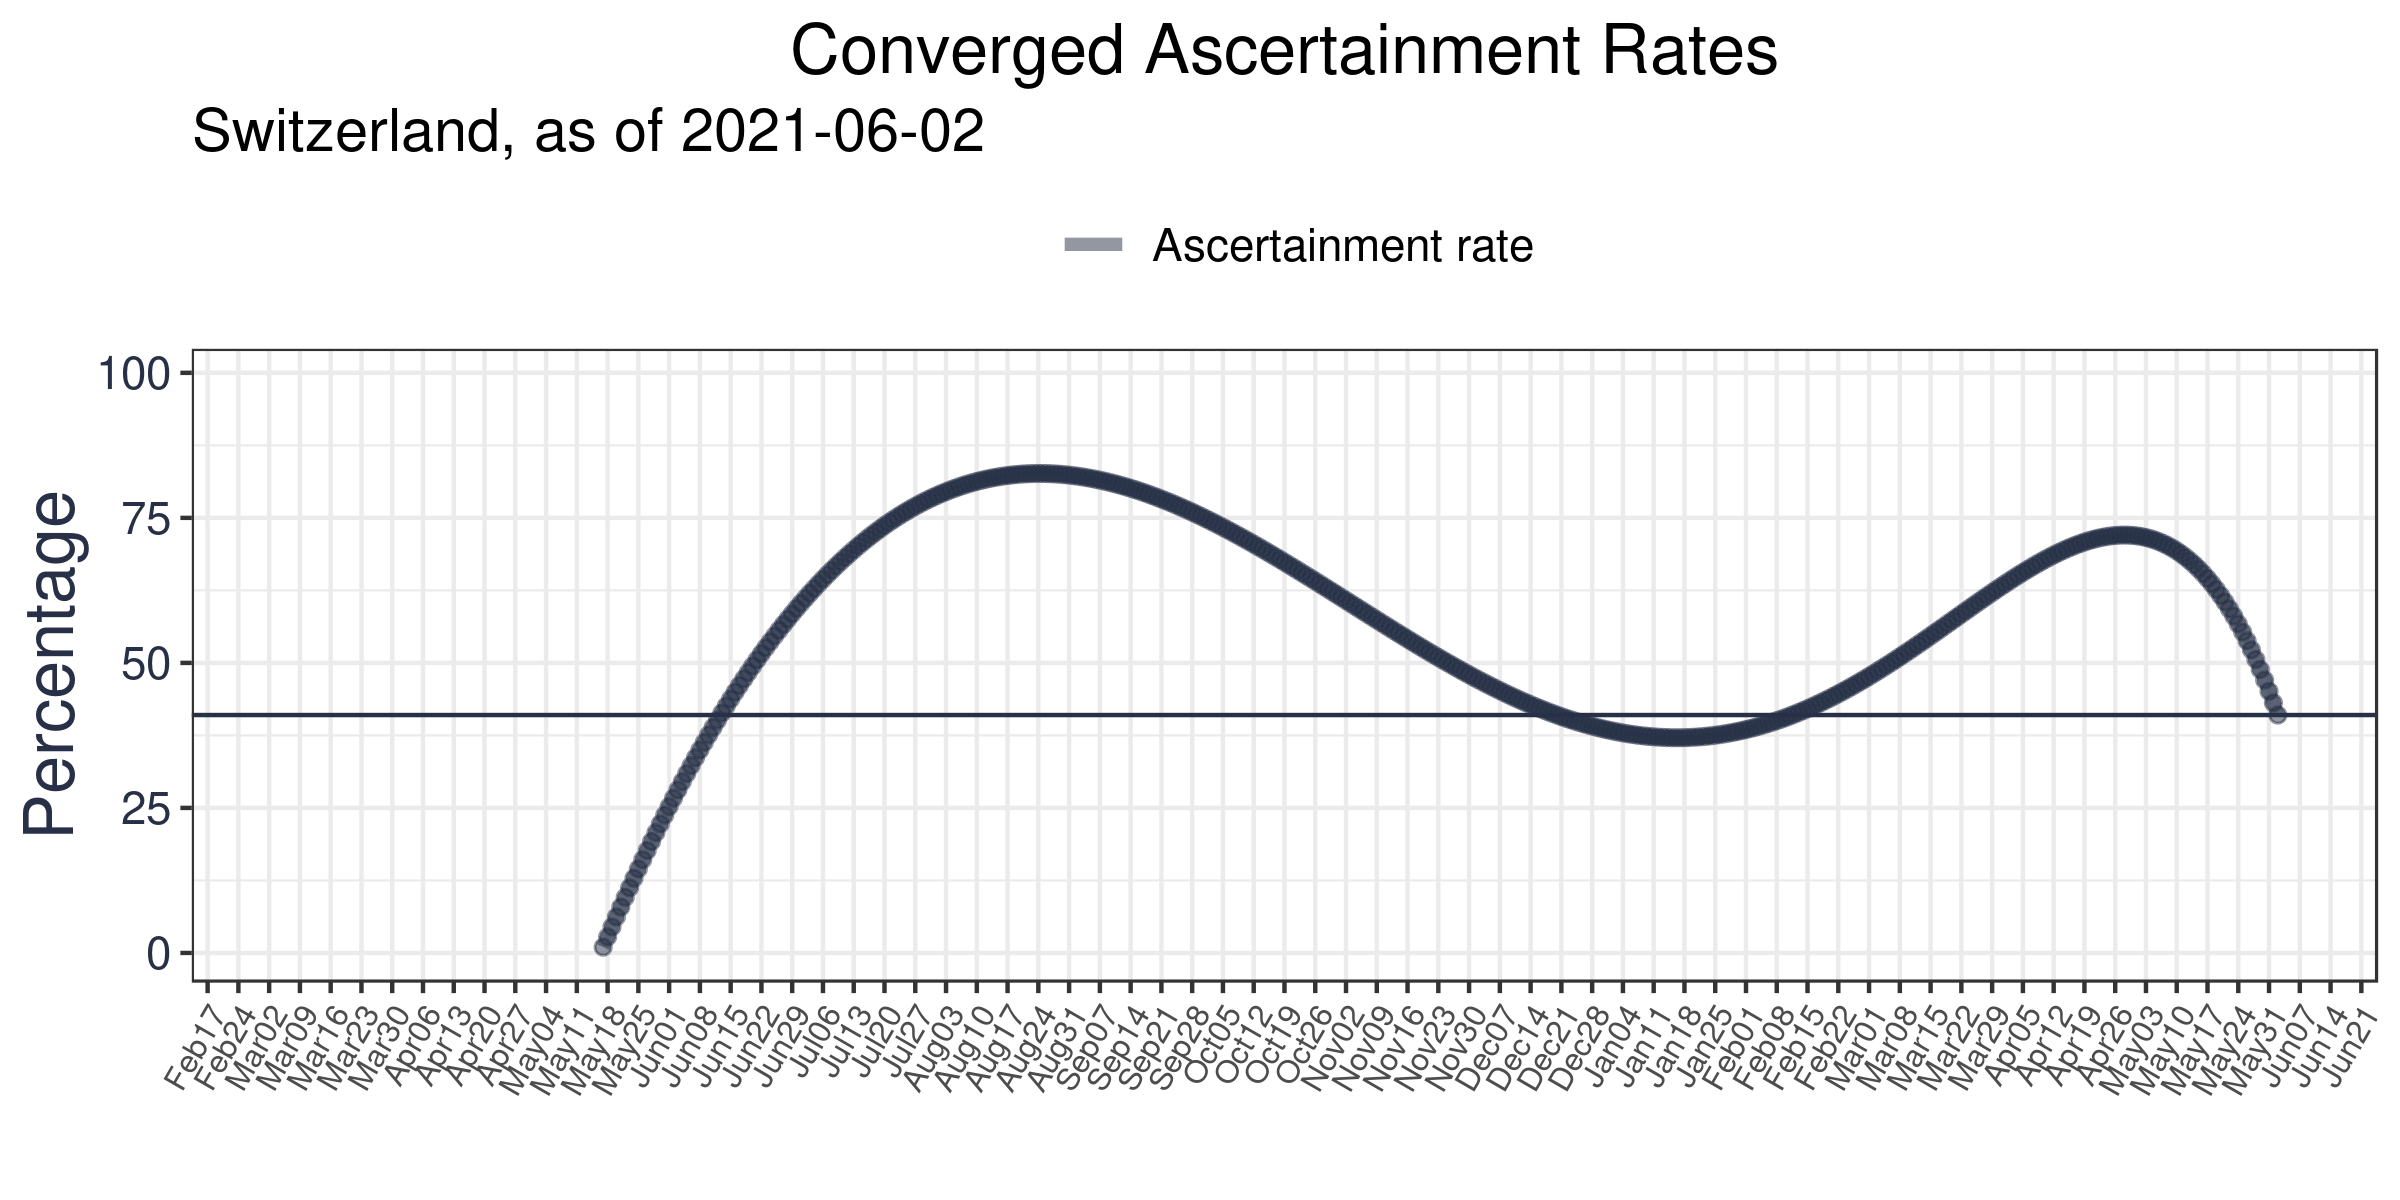 Converged Ascertainment Rates
Switzerland, as of 2021-06-02
Ascertainment rate
Percentage
100
75
50
25
0
Feb17 Feb24 Mar02 Mar09 Mar16 Mar23 Mar30 Apr06 Apr13 Apr20 Apr27 May04 May11 May18 May25 Jun01 Jun08 Jun15 Jun22 Jun29 Jul06 Jul13 Jul20 Jul27 Aug03 Aug10 Aug17 Aug24 Aug31 Sep07 Sep14 Sep21 Sep28 Oct05 Oct12 Oct19 Oct26 Nov02 Nov09 Nov16 Nov23 Nov30 Dec07 Dec14 Dec21 Dec28 Jan04 Jan11 Jan18 Jan25 Feb01 Feb08 Feb15 Feb22 Mar01 Mar08 Mar15 Mar22 Mar29 Apr05 Apr12 Apr19 Apr26 May03 May10 May17 May24 May31 Jun07 Jun14 Jun21